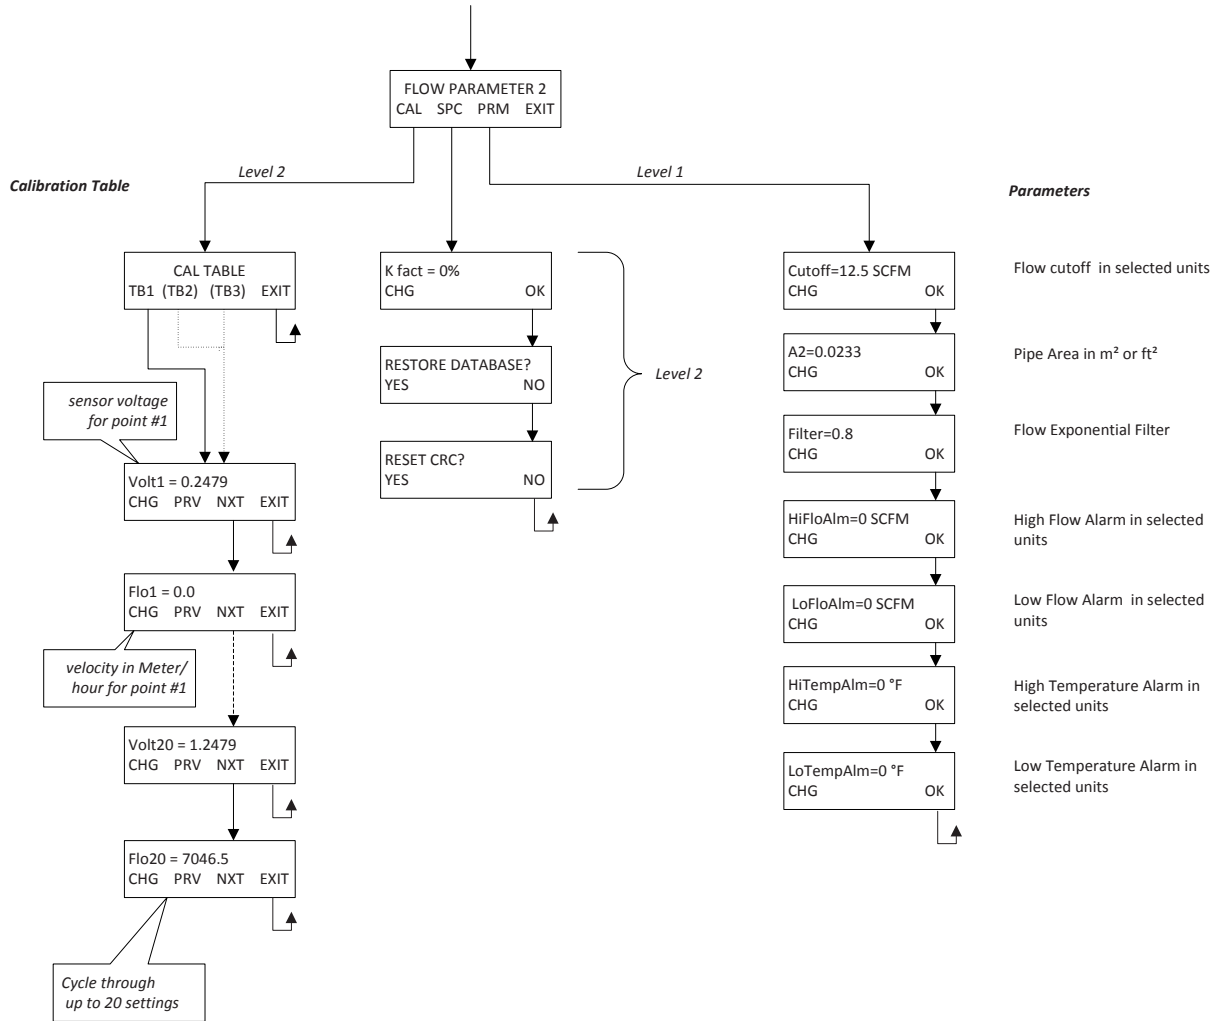 FLOW PARAMETER 2
CAL SPC PRM EXIT
Level 2
Level 1
Calibration Table
Parameters
CAL TABLE
TB1 (TB2) (TB3) EXIT
sensor voltage
for point #1
Volt1 = 0.2479
CHG PRV NXT EXIT
Flo1 = 0.0
CHG PRV NXT EXIT
velocity in Meter/
hour for point #1
Volt20 = 1.2479
CHG PRV NXT EXIT
Flo20 = 7046.5
CHG PRV NXT EXIT
Cycle through
up to 20 settings
K fact = 0%
CHG OK
RESTORE DATABASE?
YES NO
RESET CRC?
YES NO
Level 2
Cutoff=12.5 SCFM
CHG OK
Flow cutoff in selected units
A2=0.0233
CHG OK
Pipe Area in m² or ft²
Filter=0.8
CHG OK
Flow Exponential Filter
HiFloAlm=0 SCFM
CHG OK
High Flow Alarm in selected
units
LoFloAlm=0 SCFM
CHG OK
Low Flow Alarm in selected
units
HiTempAlm=0 °F
CHG OK
High Temperature Alarm in
selected units
LoTempAlm=0 °F
CHG OK
Low Temperature Alarm in
selected units